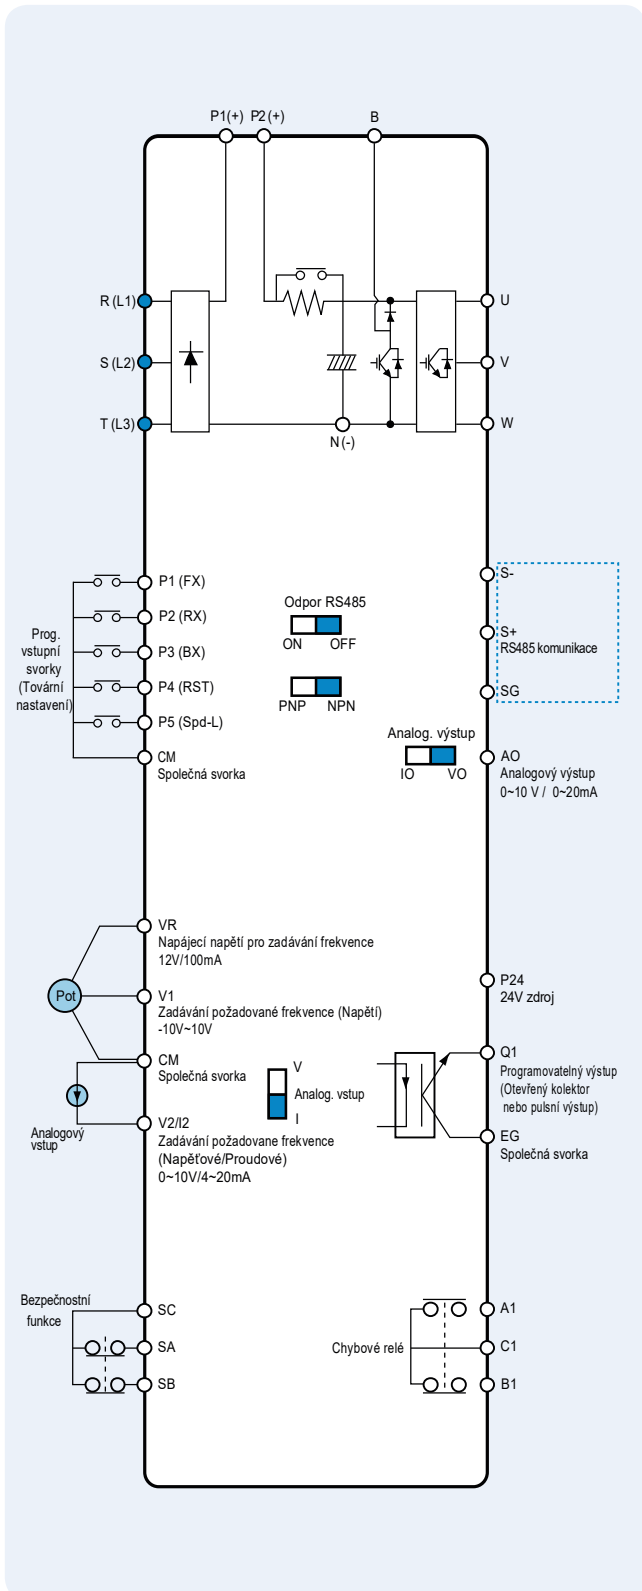 P1(+) P2(+) B
R (L1)
S (L2)
T (L3)
U
V
W
N (-)
Prog.
vstupní
svorky
(Tovární
nastavení)
P1 (FX)
P2 (RX)
P3 (BX)
P4 (RST)
P5 (Spd-L)
CM
Společná svorka
Odpor RS485
ON OFF
PNP NPN
Analog. výstup
IO VO
S-
S+
RS485 komunikace
SG
AO
Analogový výstup
0~10 V / 0~20mA
Pot
VR
Napájecí napětí pro zadávání frekvence
12V/100mA
V1
Zadávání požadované frekvence (Napětí)
-10V~10V
CM
Společná svorka
Analogový
vstup
V2/I2
Zadávání požadovane frekvence
(Napěťové/Proudové)
0~10V/4~20mA
V
Analog. vstup
I
P24
24V zdroj
Q1
Programovatelný výstup
(Otevřený kolektor
nebo pulsní výstup)
EG
Společná svorka
Bezpečnostní
funkce
SC
SA
SB
Chybové relé
A1
C1
B1